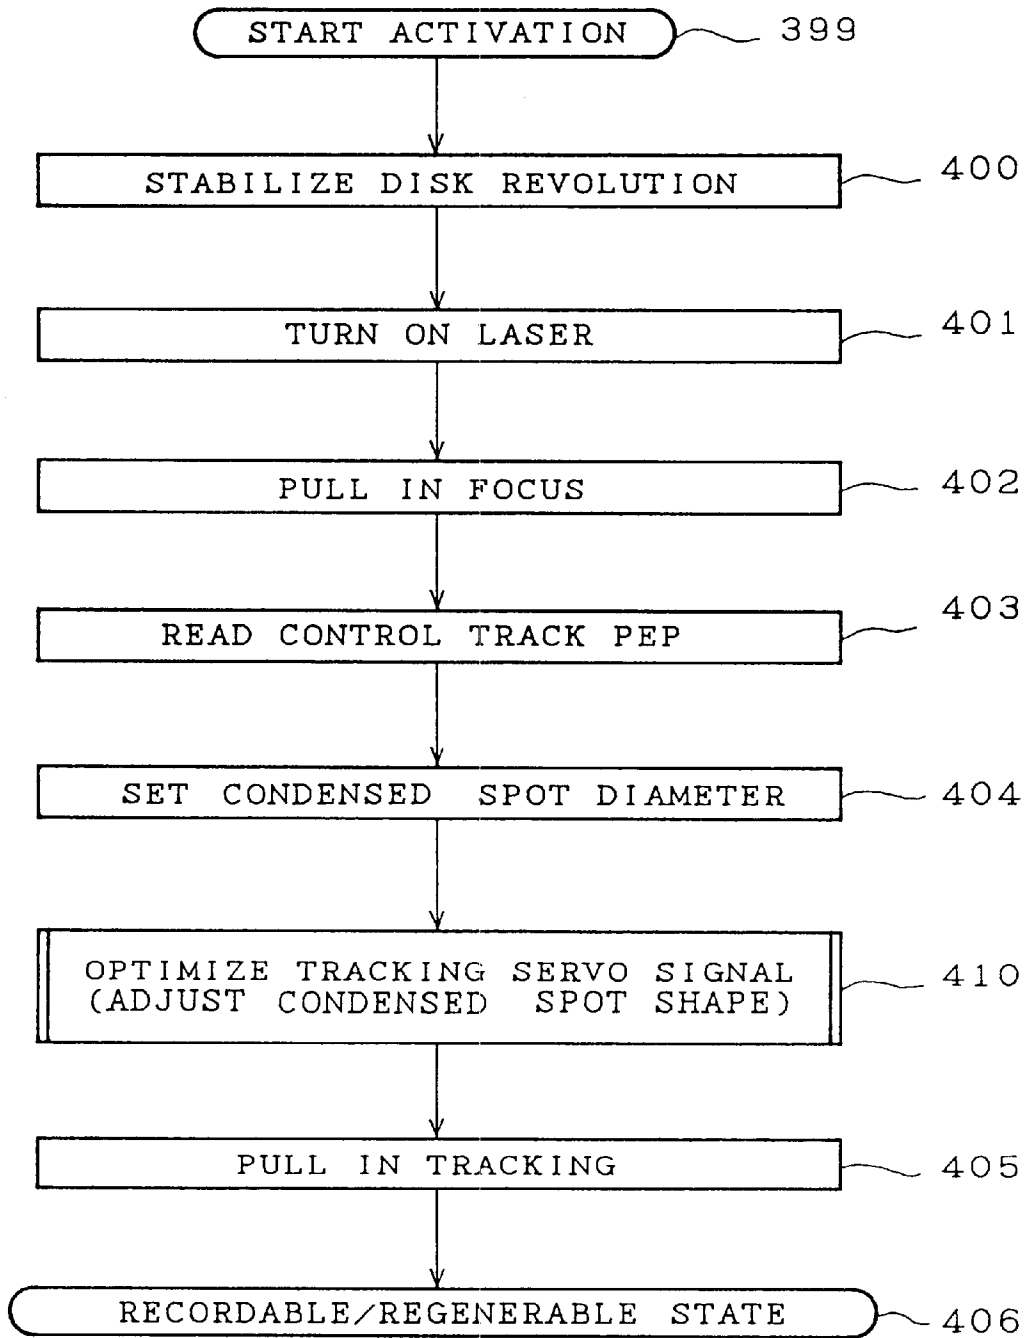 START ACTIVATION 399
STABILIZE DISK REVOLUTION 400
TURN ON LASER 401
PULL IN FOCUS 402
READ CONTROL TRACK PEP 403
SET CONDENSED SPOT DIAMETER 404
OPTIMIZE TRACKING SERVO SIGNAL
(ADJUST CONDENSED SPOT SHAPE) 410
PULL IN TRACKING 405
RECORDABLE/REGENERABLE STATE 406